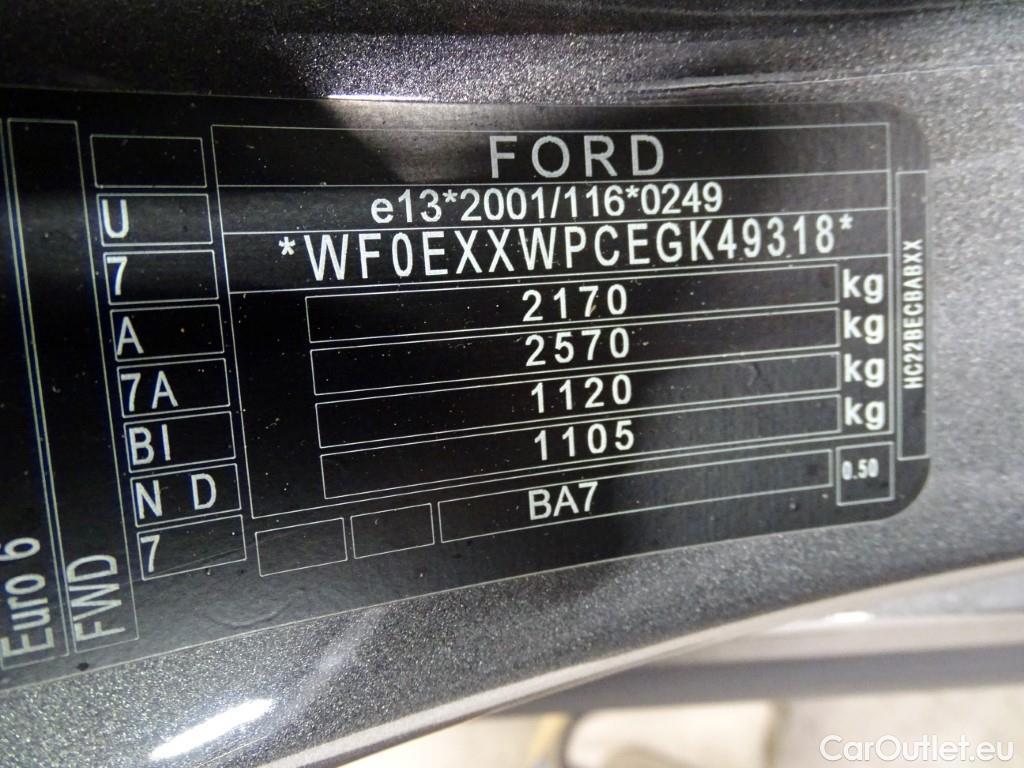 FORD
e13*2001/116*0249
*WF0EXXWPCEGK49318*
2170 kg
2570 kg
1120 kg
1105 kg
0.50
BA7
U
7
A
7A
BI
N D
7
FWD
Euro 6
HC22BECBABXX
CarOutlet.eu